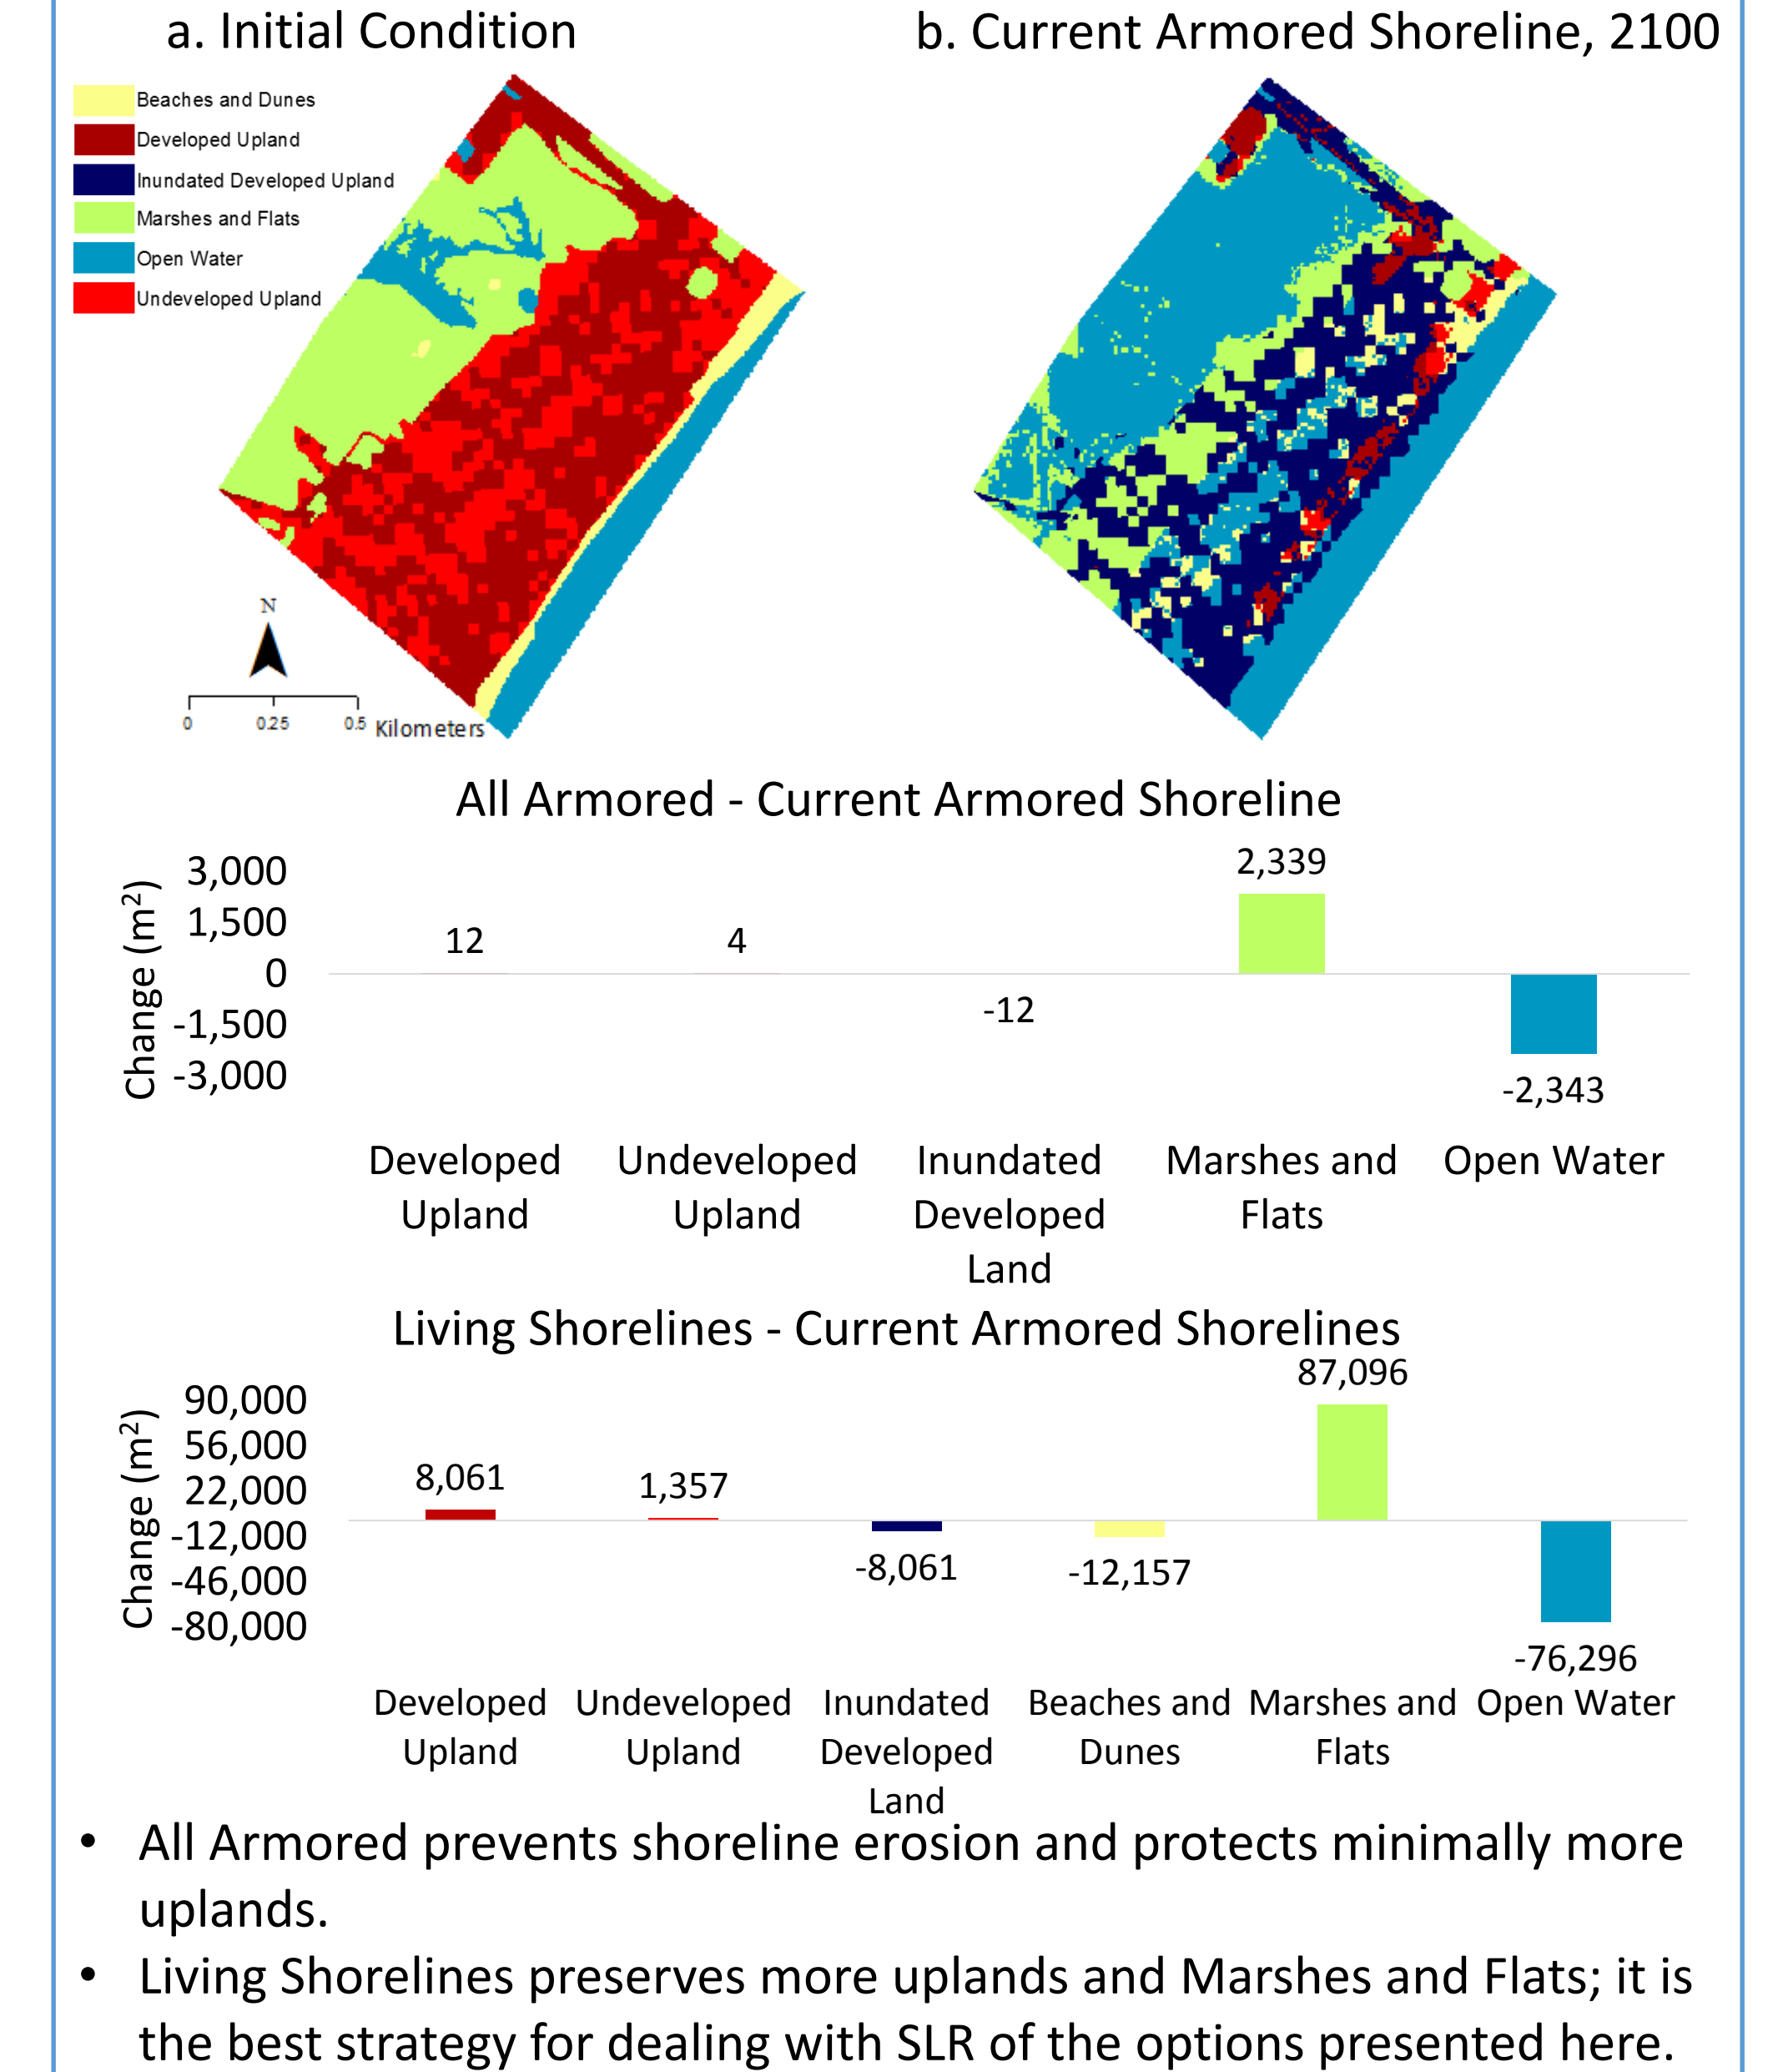 a. Initial Condition
b. Current Armored Shoreline, 2100
Beaches and Dunes
Developed Upland
Inundated Developed Upland
Marshes and Flats
Open Water
Undeveloped Upland
N
0 0.25 0.5 Kilometers
All Armored - Current Armored Shoreline
Change (m²)
3,000
1,500
0
-1,500
-3,000
12
4
-12
2,339
-2,343
Developed
Upland
Undeveloped
Upland
Inundated
Developed
Land
Marshes and
Flats
Open Water
Living Shorelines - Current Armored Shorelines
Change (m²)
90,000
56,000
22,000
-12,000
-46,000
-80,000
8,061
1,357
-8,061
-12,157
87,096
-76,296
Developed
Upland
Undeveloped
Upland
Inundated
Developed
Land
Beaches and
Dunes
Marshes and
Flats
Open Water
• All Armored prevents shoreline erosion and protects minimally more
uplands.
• Living Shorelines preserves more uplands and Marshes and Flats; it is
the best strategy for dealing with SLR of the options presented here.